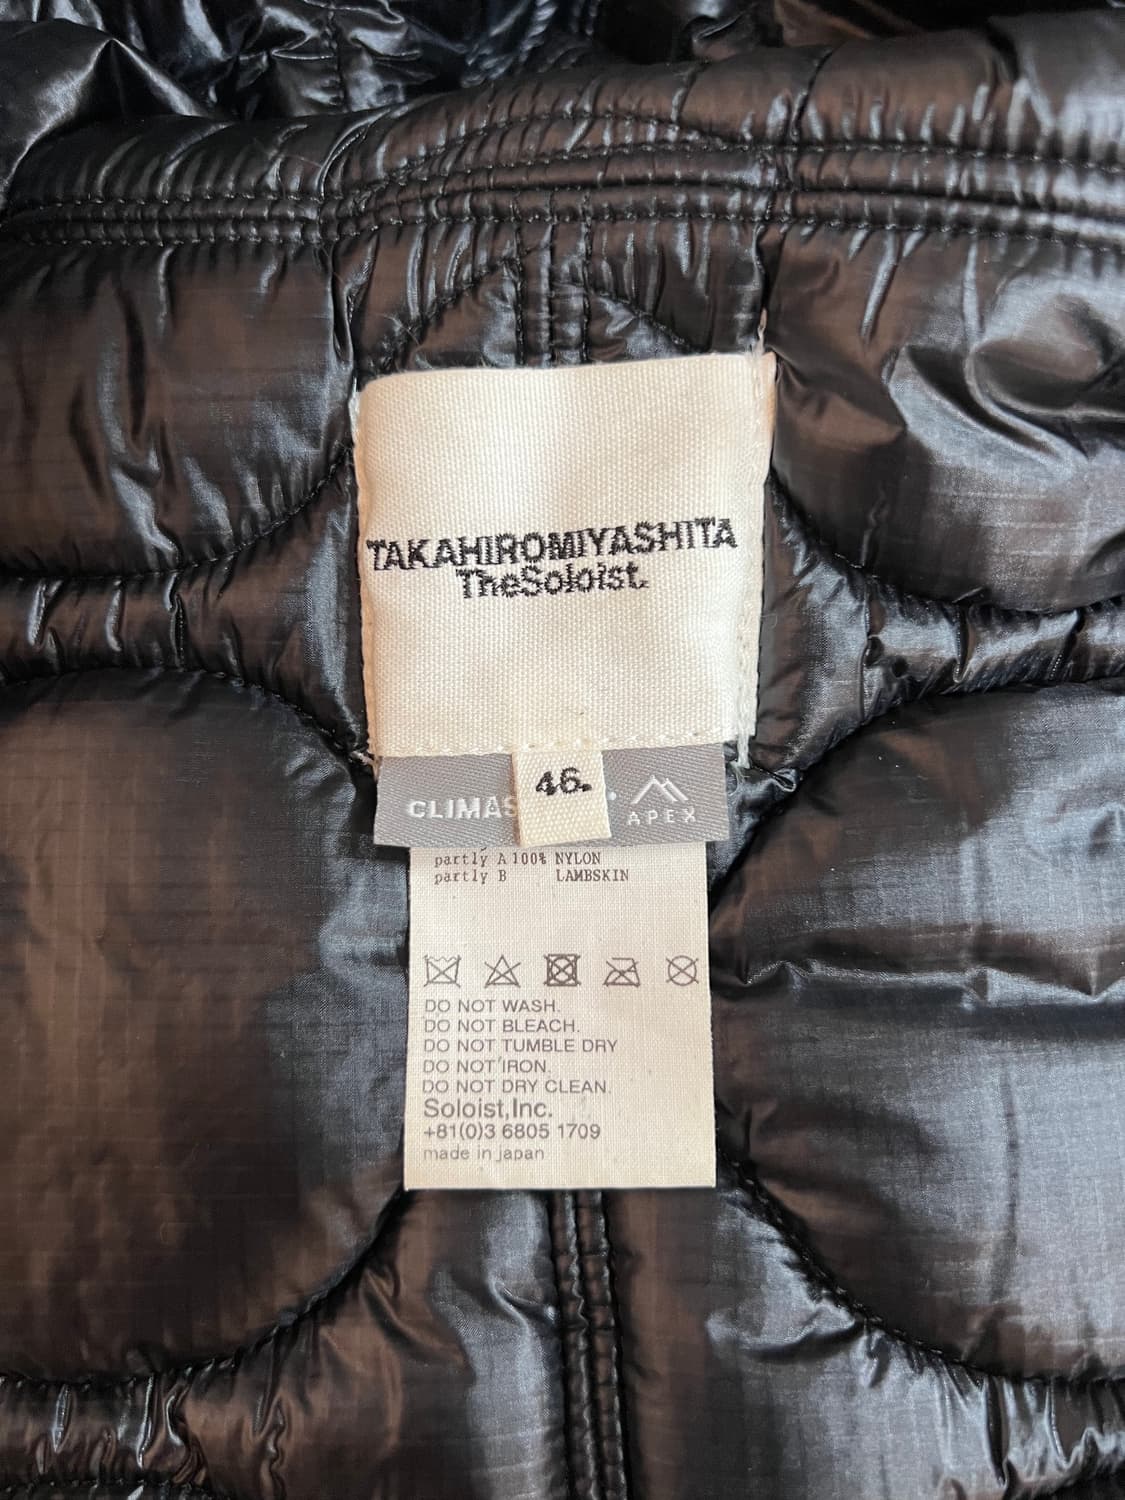 TAKAHIROMIYASHITA
TheSoloist.
46.
CLIMAS
APEX
partly A 100% NYLON
partly B LAMBSKIN
DO NOT WASH.
DO NOT BLEACH.
DO NOT TUMBLE DRY
DO NOT IRON.
DO NOT DRY CLEAN.
Soloist,Inc.
+81(0)3 6805 1709
made in japan